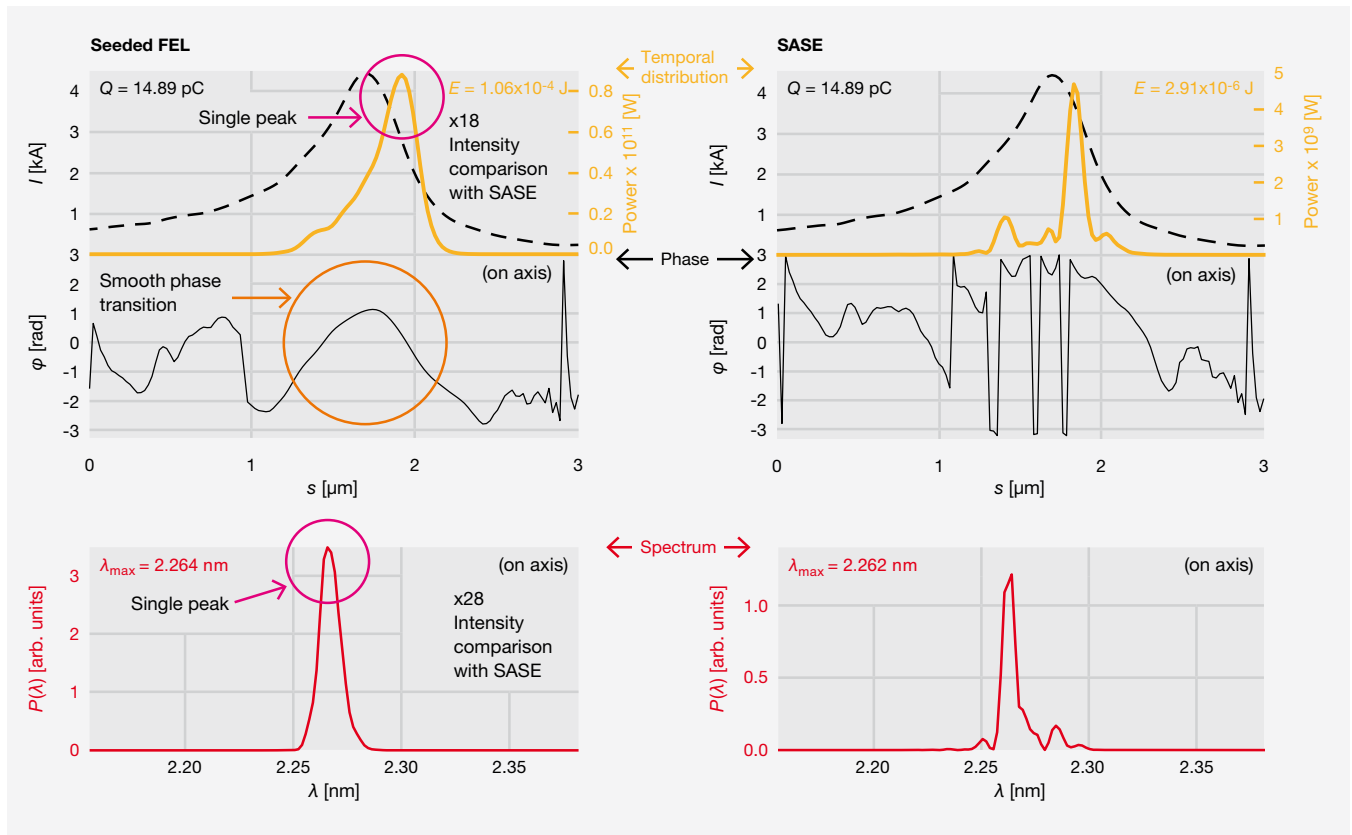 Seeded FEL
Temporal
distribution
SASE
Q = 14.89 pC
E = 1.06x10⁻⁴ J
Single peak
x18
Intensity
comparison
with SASE
I [kA]
4
3
2
1
Power x 10¹¹ [W]
0.8
0.6
0.4
0.2
0.0
Q = 14.89 pC
E = 2.91x10⁻⁶ J
I [kA]
4
3
2
1
Power x 10⁹ [W]
5
4
3
2
1
Phase
Smooth phase
transition
(on axis)
φ [rad]
3
2
1
0
-1
-2
-3
0
1
2
3
s [µm]
(on axis)
φ [rad]
3
2
1
0
-1
-2
-3
0
1
2
3
s [µm]
Spectrum
λmax = 2.264 nm
(on axis)
Single peak
x28
Intensity
comparison
with SASE
P(λ) [arb. units]
3
2
1
0
2.20
2.25
2.30
2.35
λ [nm]
λmax = 2.262 nm
(on axis)
P(λ) [arb. units]
1.0
0.5
0.0
2.20
2.25
2.30
2.35
λ [nm]